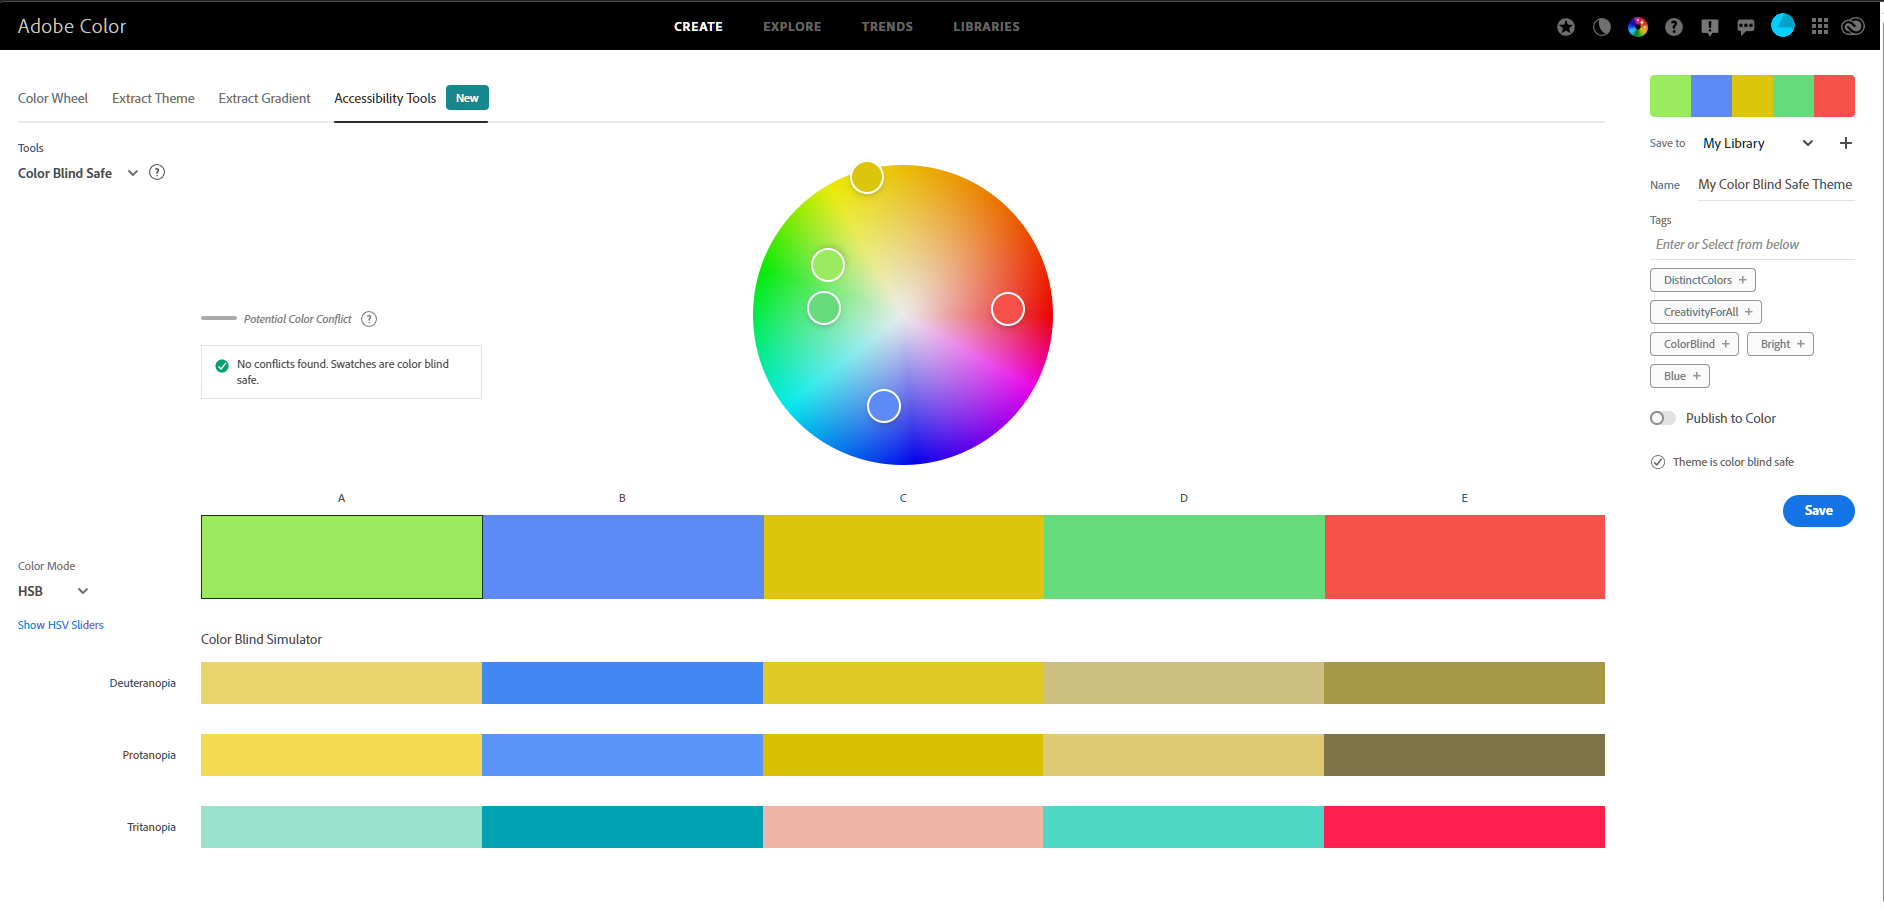 Adobe Color
CREATE EXPLORE TRENDS LIBRARIES
Color Wheel Extract Theme Extract Gradient Accessibility Tools New
Tools
Color Blind Safe
Potential Color Conflict
No conflicts found. Swatches are color blind
safe.
Save to My Library
Name My Color Blind Safe Theme
Tags
Enter or Select from below
DistinctColors +
CreativityForAll +
ColorBlind + Bright +
Blue +
Publish to Color
Theme is color blind safe
Save
A B C D E
Color Mode
HSB
Show HSV Sliders
Color Blind Simulator
Deuteranopia
Protanopia
Tritanopia